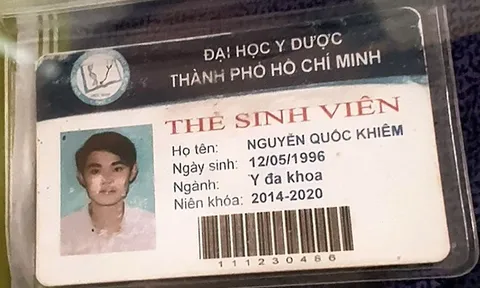 ĐẠI HỌC Y DƯỢC
THÀNH PHỐ HỒ CHÍ MINH
THẺ SINH VIÊN
Họ tên: NGUYỄN QUỐC KHIÊM
Ngày sinh: 12/05/1996
Ngành: Y đa khoa
Niên khóa: 2014-2020
111230486